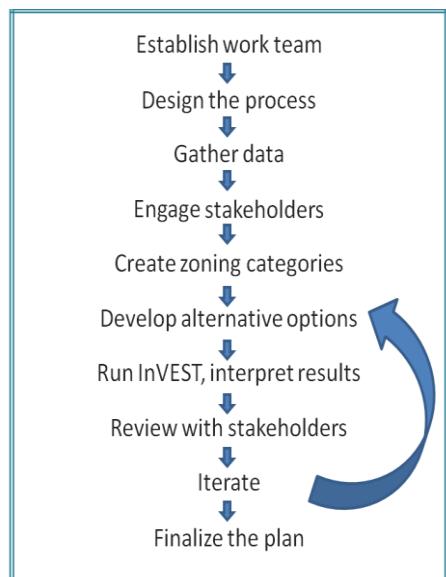 Establish work team
Design the process
Gather data
Engage stakeholders
Create zoning categories
Develop alternative options
Run InVEST, interpret results
Review with stakeholders
Iterate
Finalize the plan